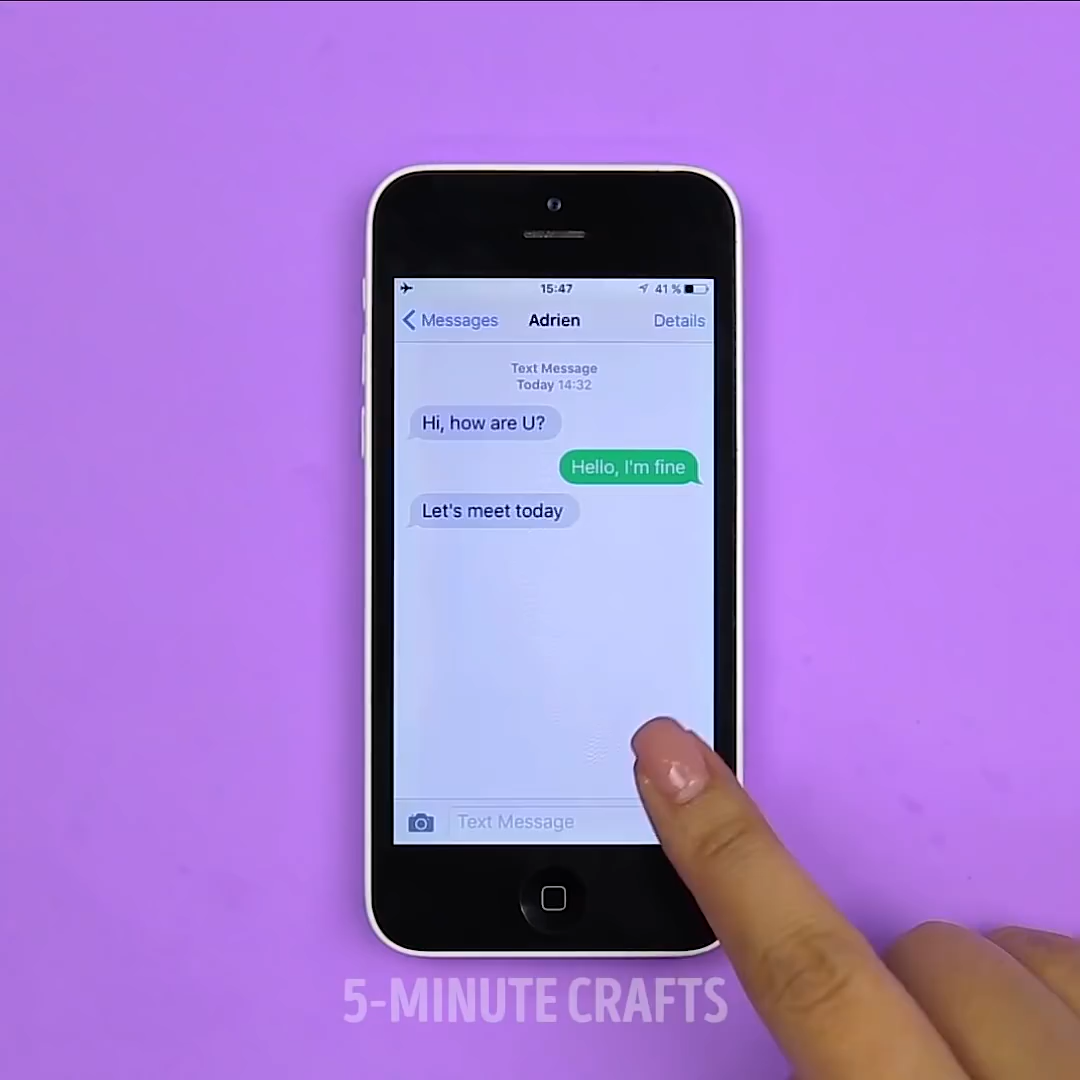 15:47
41 %
Messages
Adrien
Details
Text Message
Today 14:32
Hi, how are U?
Hello, I'm fine
Let's meet today
Text Message
5-MINUTE CRAFTS